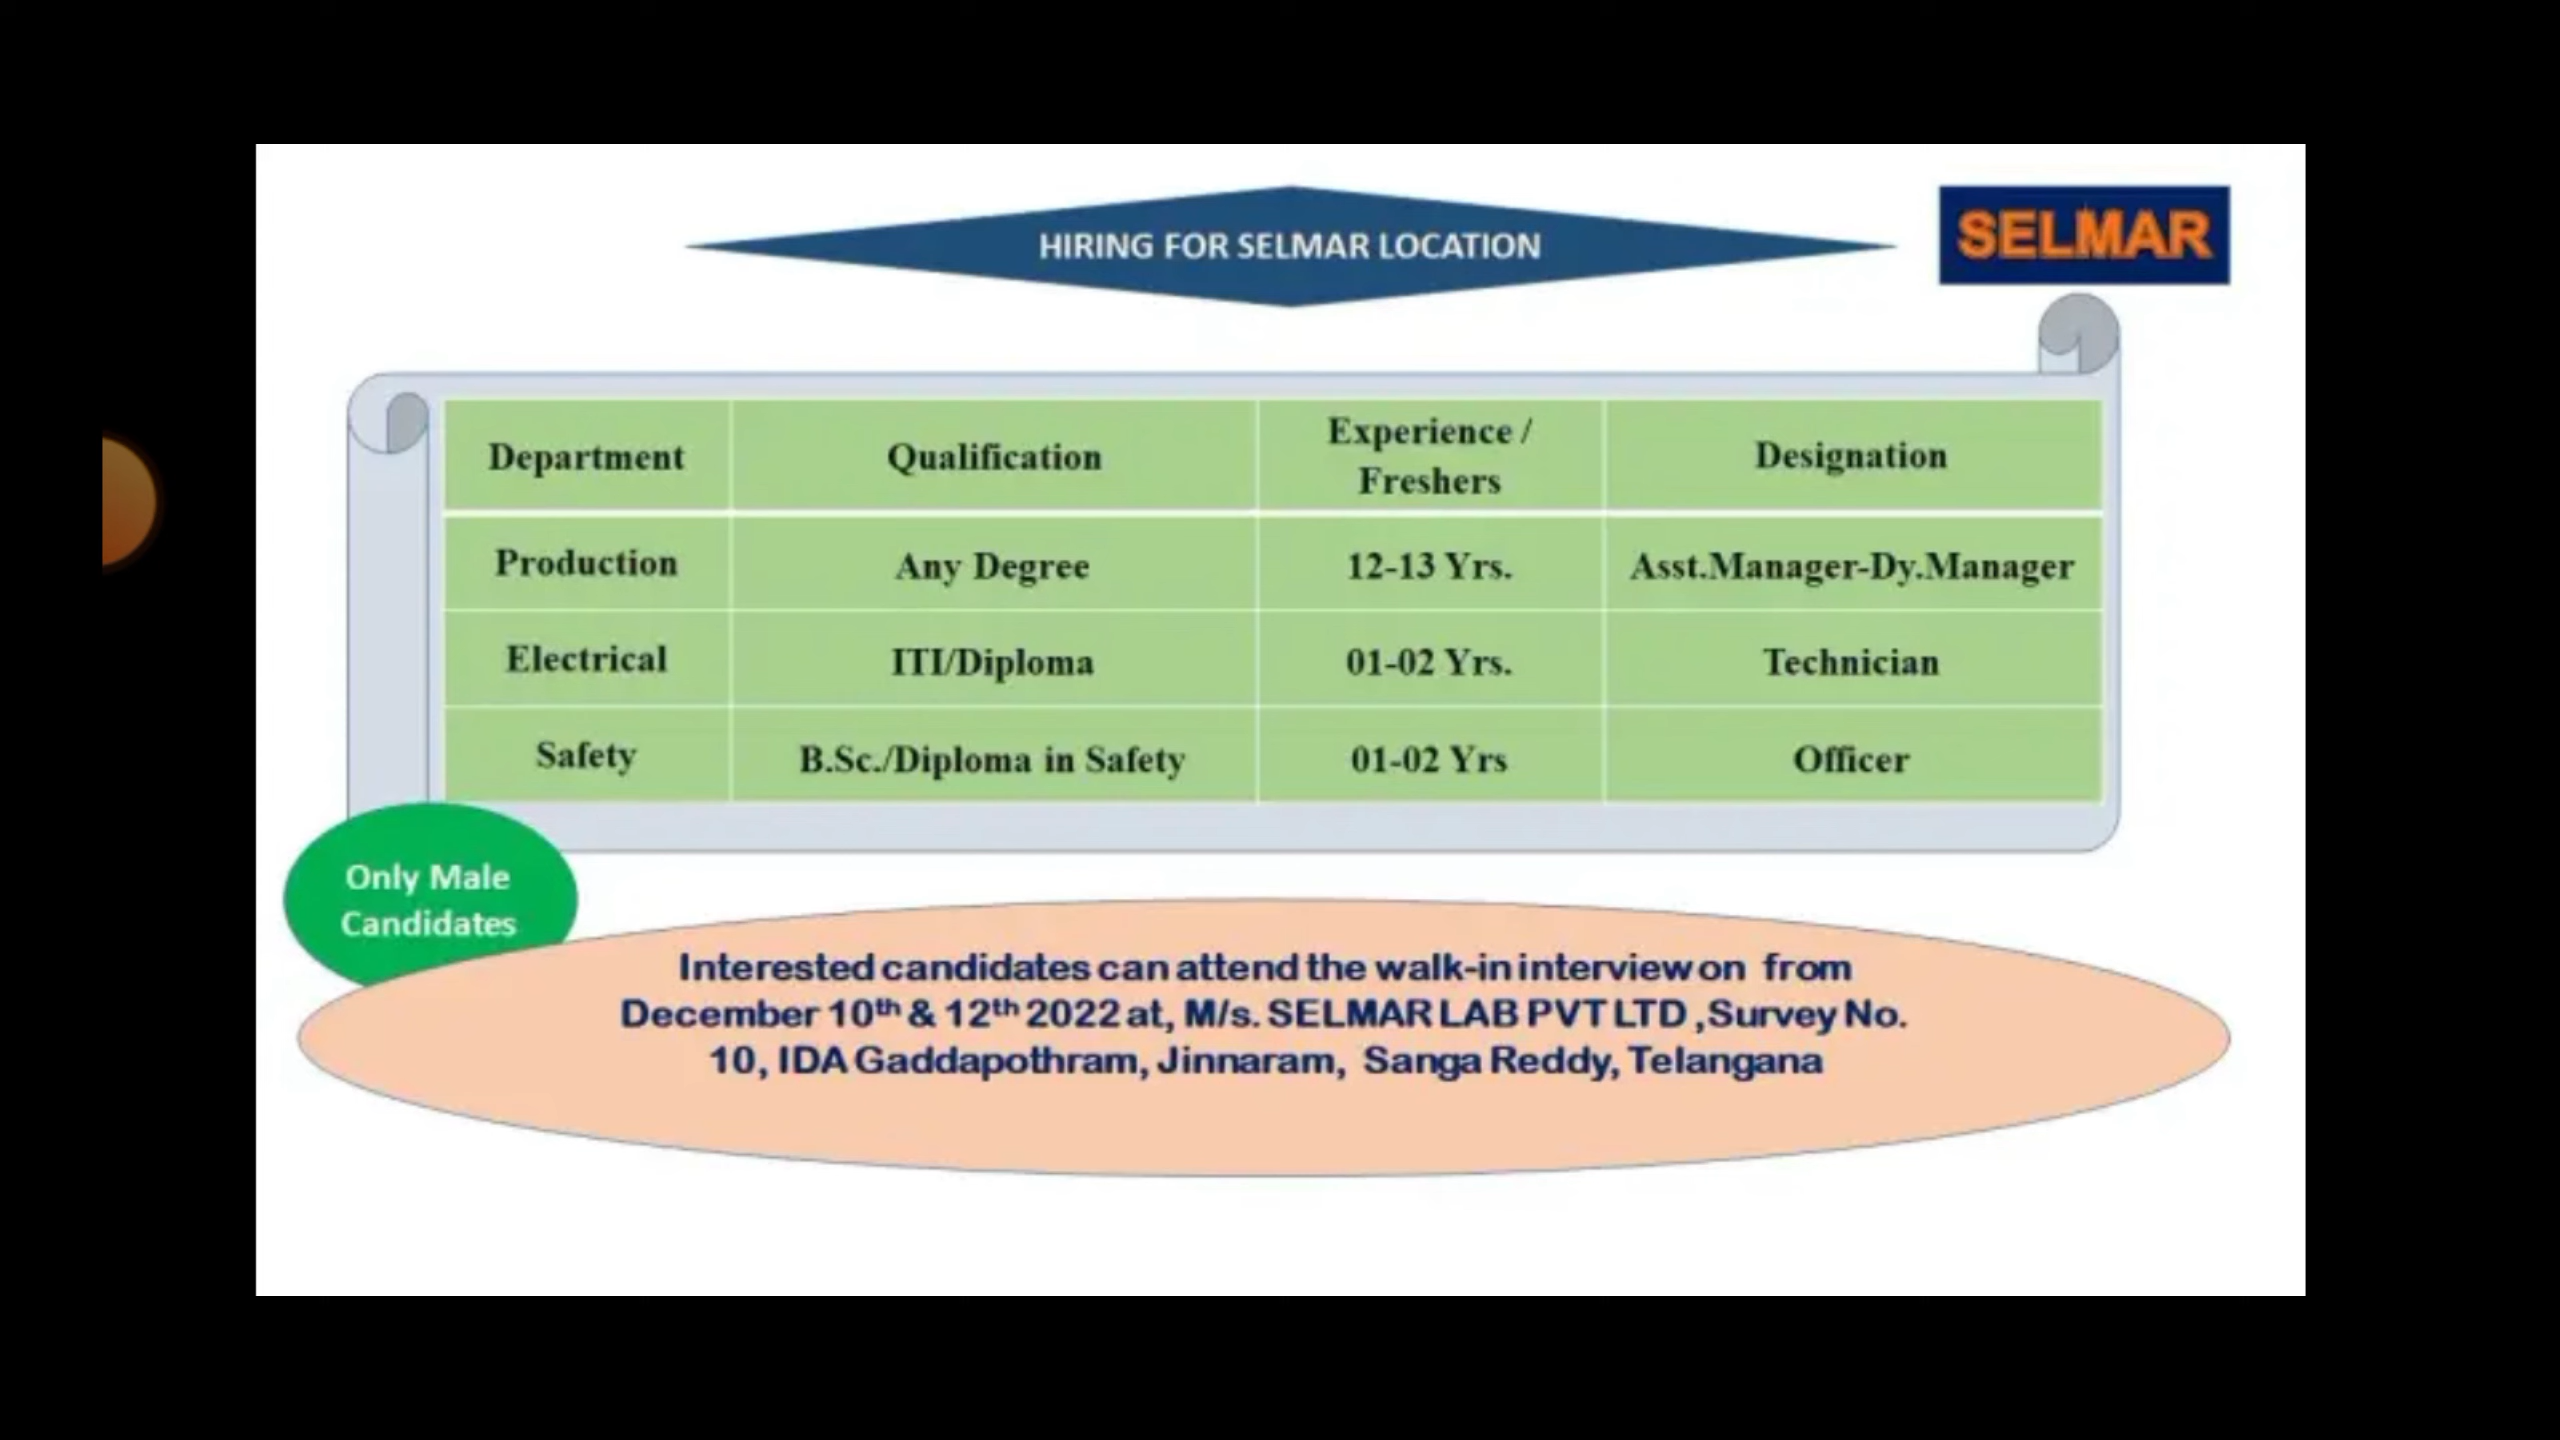 HIRING FOR SELMAR LOCATION
SELMAR
Department Qualification Experience / Freshers Designation
Production Any Degree 12-13 Yrs. Asst.Manager-Dy.Manager
Electrical ITI/Diploma 01-02 Yrs. Technician
Safety B.Sc./Diploma in Safety 01-02 Yrs Officer
Only Male
Candidates
Interested candidates can attend the walk-in interview on from
December 10th & 12th 2022 at, M/s. SELMAR LAB PVT LTD ,Survey No.
10, IDA Gaddapothram, Jinnaram, Sanga Reddy, Telangana